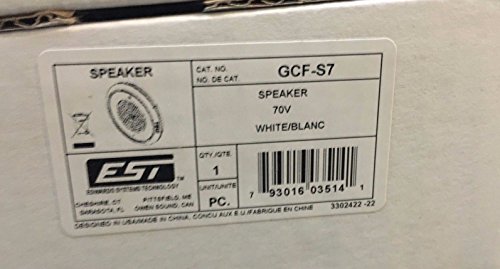 SPEAKER
CAT. NO.
NO. DE CAT.
GCF-S7
SPEAKER
70V
WHITE/BLANC
EST™
EDWARDS SYSTEMS TECHNOLOGY
CHESHIRE, CT PITTSFIELD, ME
SARASOTA, FL OWEN SOUND, CAN
QTY./QTE.
1
UNIT/UNITE
PC.
7 93016 03514 1
3302422 -22
DESIGNED IN USA/MADE IN CHINA, CONCU AUX E.U./FABRIQUE EN CHINE